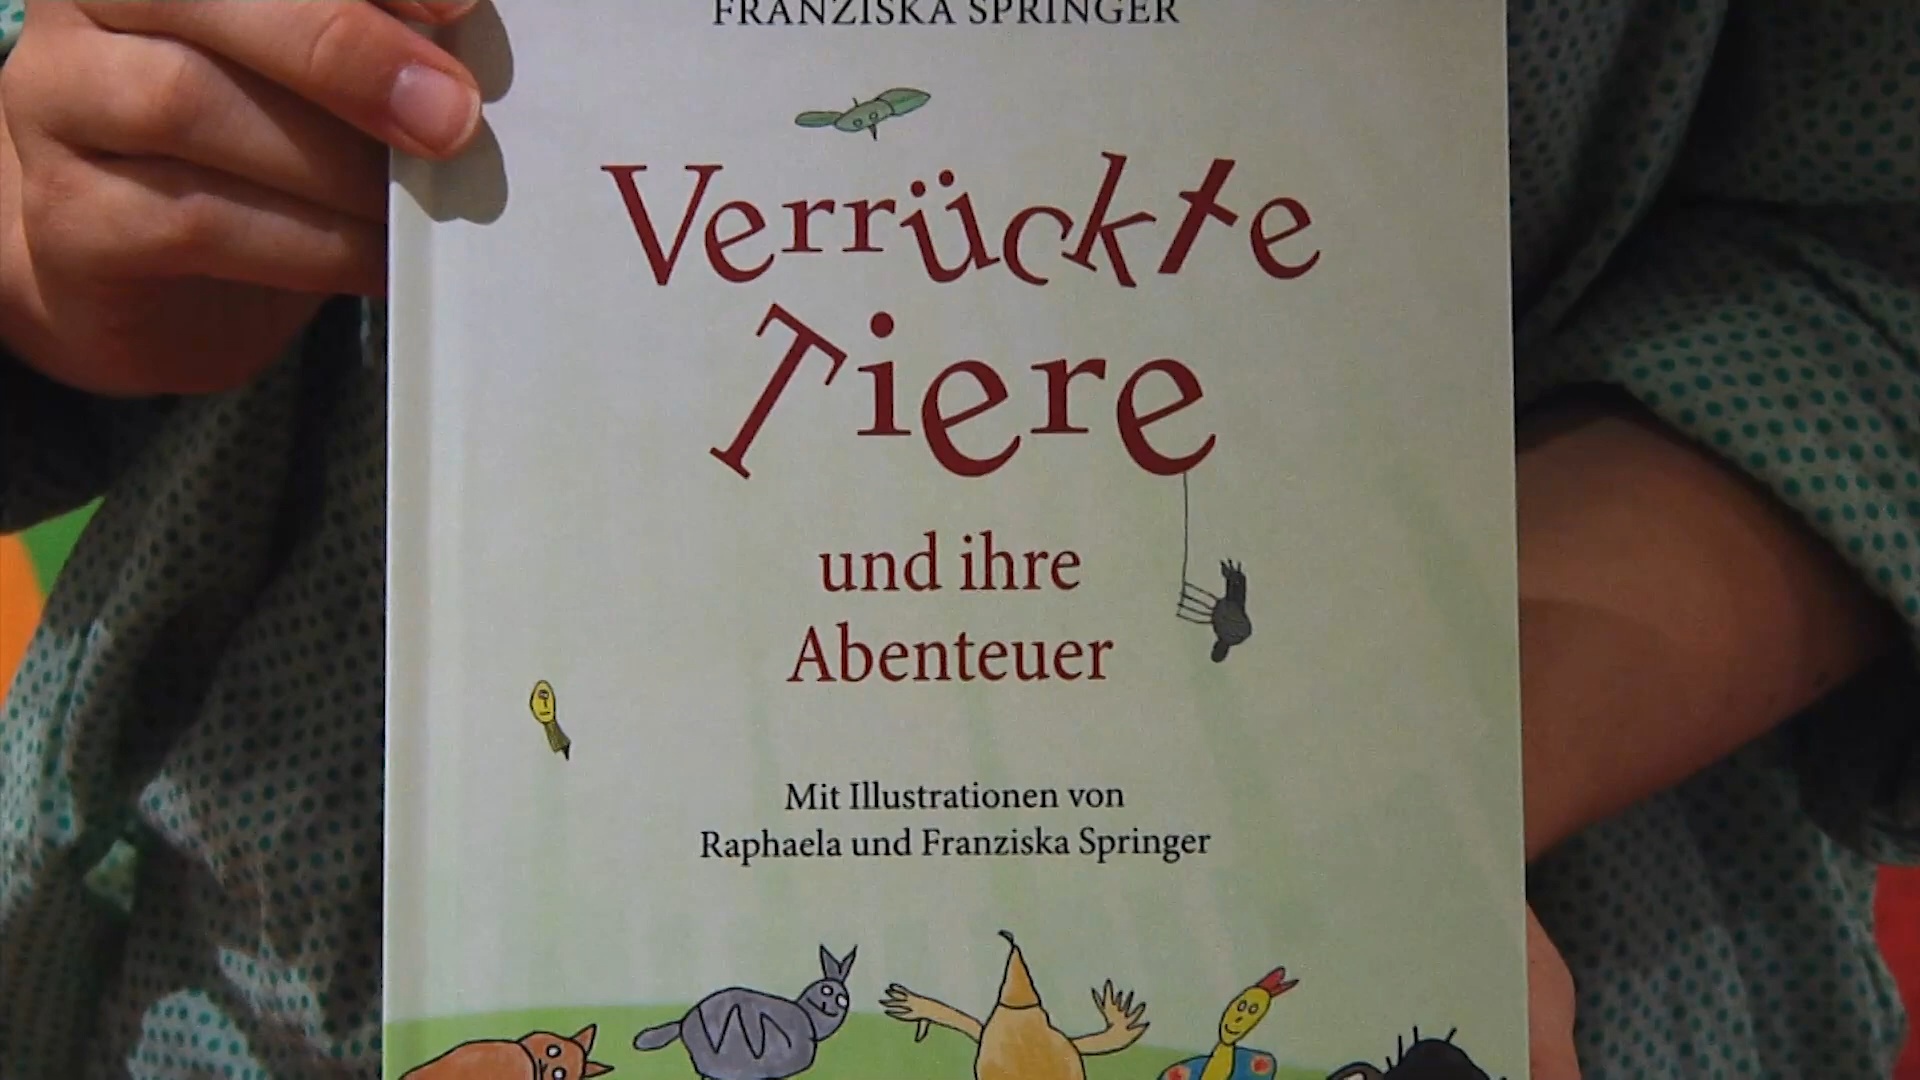 FRANZISKA SPRINGER
Verrückte
Tiere
und ihre
Abenteuer
Mit Illustrationen von
Raphaela und Franziska Springer